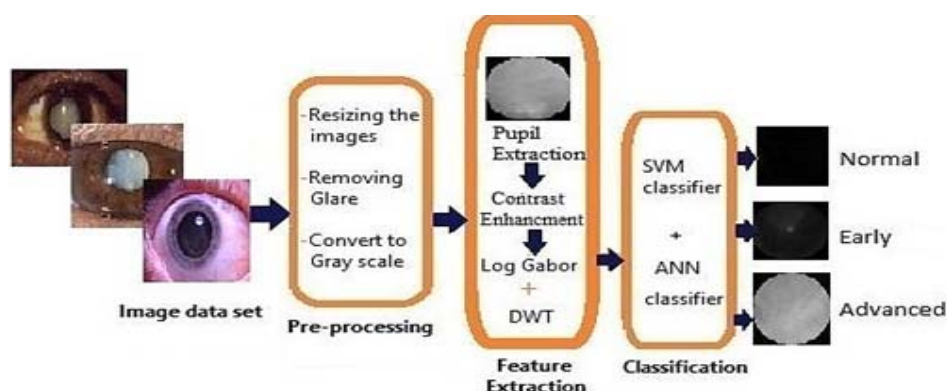 Image data set
-Resizing the
images
-Removing
Glare
-Convert to
Gray scale
Pre-processing
Pupil
Extraction
Contrast
Enhancment
Log Gabor
+
DWT
Feature
Extraction
SVM
classifier
+
ANN
classifier
Classification
Normal
Early
Advanced